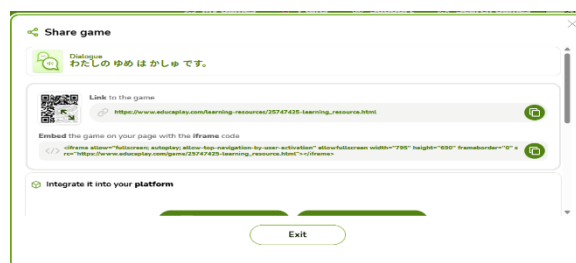 Share game
Dialogue
わたしの ゆめ は かしゅ です。
Link to the game
https://www.educaplay.com/learning-resources/25747425-learning_resource.html
Embed the game on your page with the iframe code
<iframe allow="fullscreen; autoplay; allow-top-navigation-by-user-activation" allowfullscreen width="795" height="690" frameborder="0" s
rc="https://www.educaplay.com/game/25747425-learning_resource.html"></iframe>
Integrate it into your platform
Exit